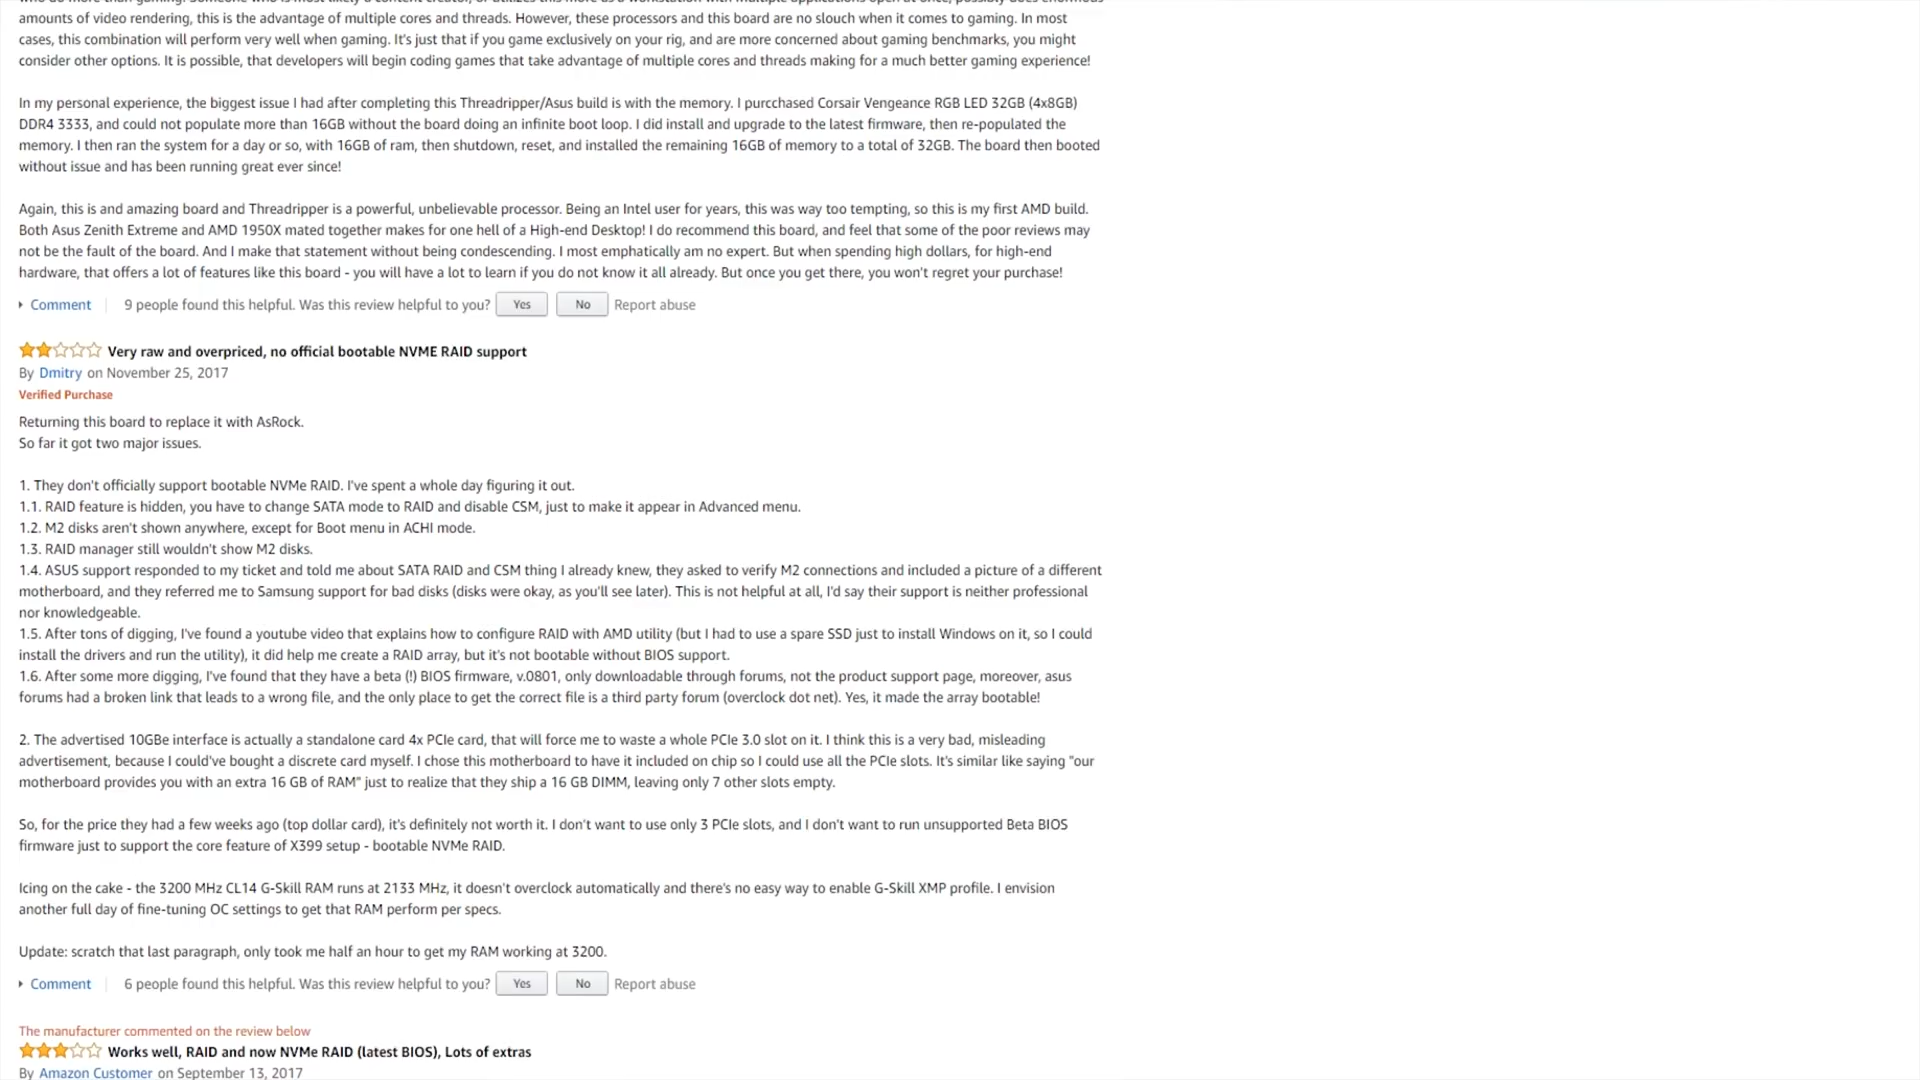 amounts of video rendering, this is the advantage of multiple cores and threads. However, these processors and this board are no slouch when it comes to gaming. In most
cases, this combination will perform very well when gaming. It's just that if you game exclusively on your rig, and are more concerned about gaming benchmarks, you might
consider other options. It is possible, that developers will begin coding games that take advantage of multiple cores and threads making for a much better gaming experience!
In my personal experience, the biggest issue I had after completing this Threadripper/Asus build is with the memory. I purcchased Corsair Vengeance RGB LED 32GB (4x8GB)
DDR4 3333, and could not populate more than 16GB without the board doing an infinite boot loop. I did install and upgrade to the latest firmware, then re-populated the
memory. I then ran the system for a day or so, with 16GB of ram, then shutdown, reset, and installed the remaining 16GB of memory to a total of 32GB. The board then booted
without issue and has been running great ever since!
Again, this is and amazing board and Threadripper is a powerful, unbelievable processor. Being an Intel user for years, this was way too tempting, so this is my first AMD build.
Both Asus Zenith Extreme and AMD 1950X mated together makes for one hell of a High-end Desktop! I do recommend this board, and feel that some of the poor reviews may
not be the fault of the board. And I make that statement without being condescending. I most emphatically am no expert. But when spending high dollars, for high-end
hardware, that offers a lot of features like this board - you will have a lot to learn if you do not know it all already. But once you get there, you won't regret your purchase!
Comment 9 people found this helpful. Was this review helpful to you? Yes No Report abuse
Very raw and overpriced, no official bootable NVME RAID support
By Dmitry on November 25, 2017
Verified Purchase
Returning this board to replace it with AsRock.
So far it got two major issues.
1. They don't officially support bootable NVMe RAID. I've spent a whole day figuring it out.
1.1. RAID feature is hidden, you have to change SATA mode to RAID and disable CSM, just to make it appear in Advanced menu.
1.2. M2 disks aren't shown anywhere, except for Boot menu in ACHI mode.
1.3. RAID manager still wouldn't show M2 disks.
1.4. ASUS support responded to my ticket and told me about SATA RAID and CSM thing I already knew, they asked to verify M2 connections and included a picture of a different
motherboard, and they referred me to Samsung support for bad disks (disks were okay, as you'll see later). This is not helpful at all, I'd say their support is neither professional
nor knowledgeable.
1.5. After tons of digging, I've found a youtube video that explains how to configure RAID with AMD utility (but I had to use a spare SSD just to install Windows on it, so I could
install the drivers and run the utility), it did help me create a RAID array, but it's not bootable without BIOS support.
1.6. After some more digging, I've found that they have a beta (!) BIOS firmware, v.0801, only downloadable through forums, not the product support page, moreover, asus
forums had a broken link that leads to a wrong file, and the only place to get the correct file is a third party forum (overclock dot net). Yes, it made the array bootable!
2. The advertised 10GBe interface is actually a standalone card 4x PCIe card, that will force me to waste a whole PCIe 3.0 slot on it. I think this is a very bad, misleading
advertisement, because I could've bought a discrete card myself. I chose this motherboard to have it included on chip so I could use all the PCIe slots. It's similar like saying "our
motherboard provides you with an extra 16 GB of RAM" just to realize that they ship a 16 GB DIMM, leaving only 7 other slots empty.
So, for the price they had a few weeks ago (top dollar card), it's definitely not worth it. I don't want to use only 3 PCIe slots, and I don't want to run unsupported Beta BIOS
firmware just to support the core feature of X399 setup - bootable NVMe RAID.
Icing on the cake - the 3200 MHz CL14 G-Skill RAM runs at 2133 MHz, it doesn't overclock automatically and there's no easy way to enable G-Skill XMP profile. I envision
another full day of fine-tuning OC settings to get that RAM perform per specs.
Update: scratch that last paragraph, only took me half an hour to get my RAM working at 3200.
Comment 6 people found this helpful. Was this review helpful to you? Yes No Report abuse
The manufacturer commented on the review below
Works well, RAID and now NVMe RAID (latest BIOS), Lots of extras
By Amazon Customer on September 13, 2017